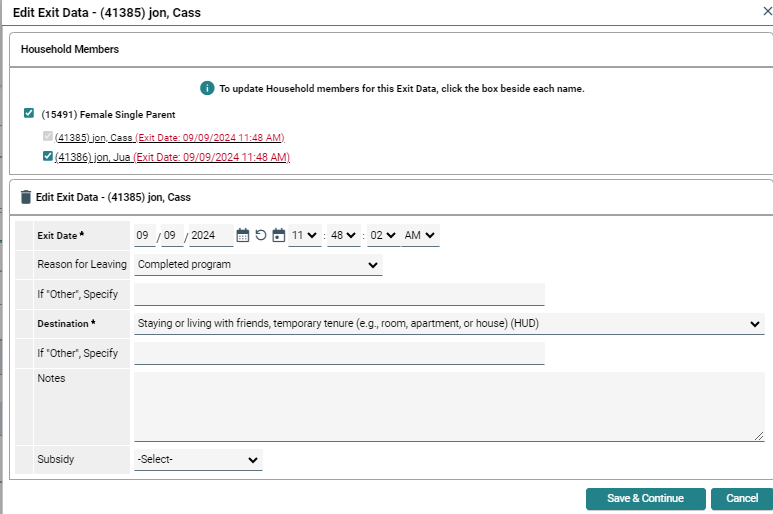 Edit Exit Data - (41385) jon, Cass
Household Members
To update Household members for this Exit Data, click the box beside each name.
(15491) Female Single Parent
(41385) jon, Cass (Exit Date: 09/09/2024 11:48 AM)
(41386) jon, Jua (Exit Date: 09/09/2024 11:48 AM)
Edit Exit Data - (41385) jon, Cass
Exit Date * 09 / 09 / 2024 11 : 48 : 02 AM
Reason for Leaving Completed program
If "Other", Specify
Destination * Staying or living with friends, temporary tenure (e.g., room, apartment, or house) (HUD)
If "Other", Specify
Notes
Subsidy -Select-
Save & Continue Cancel